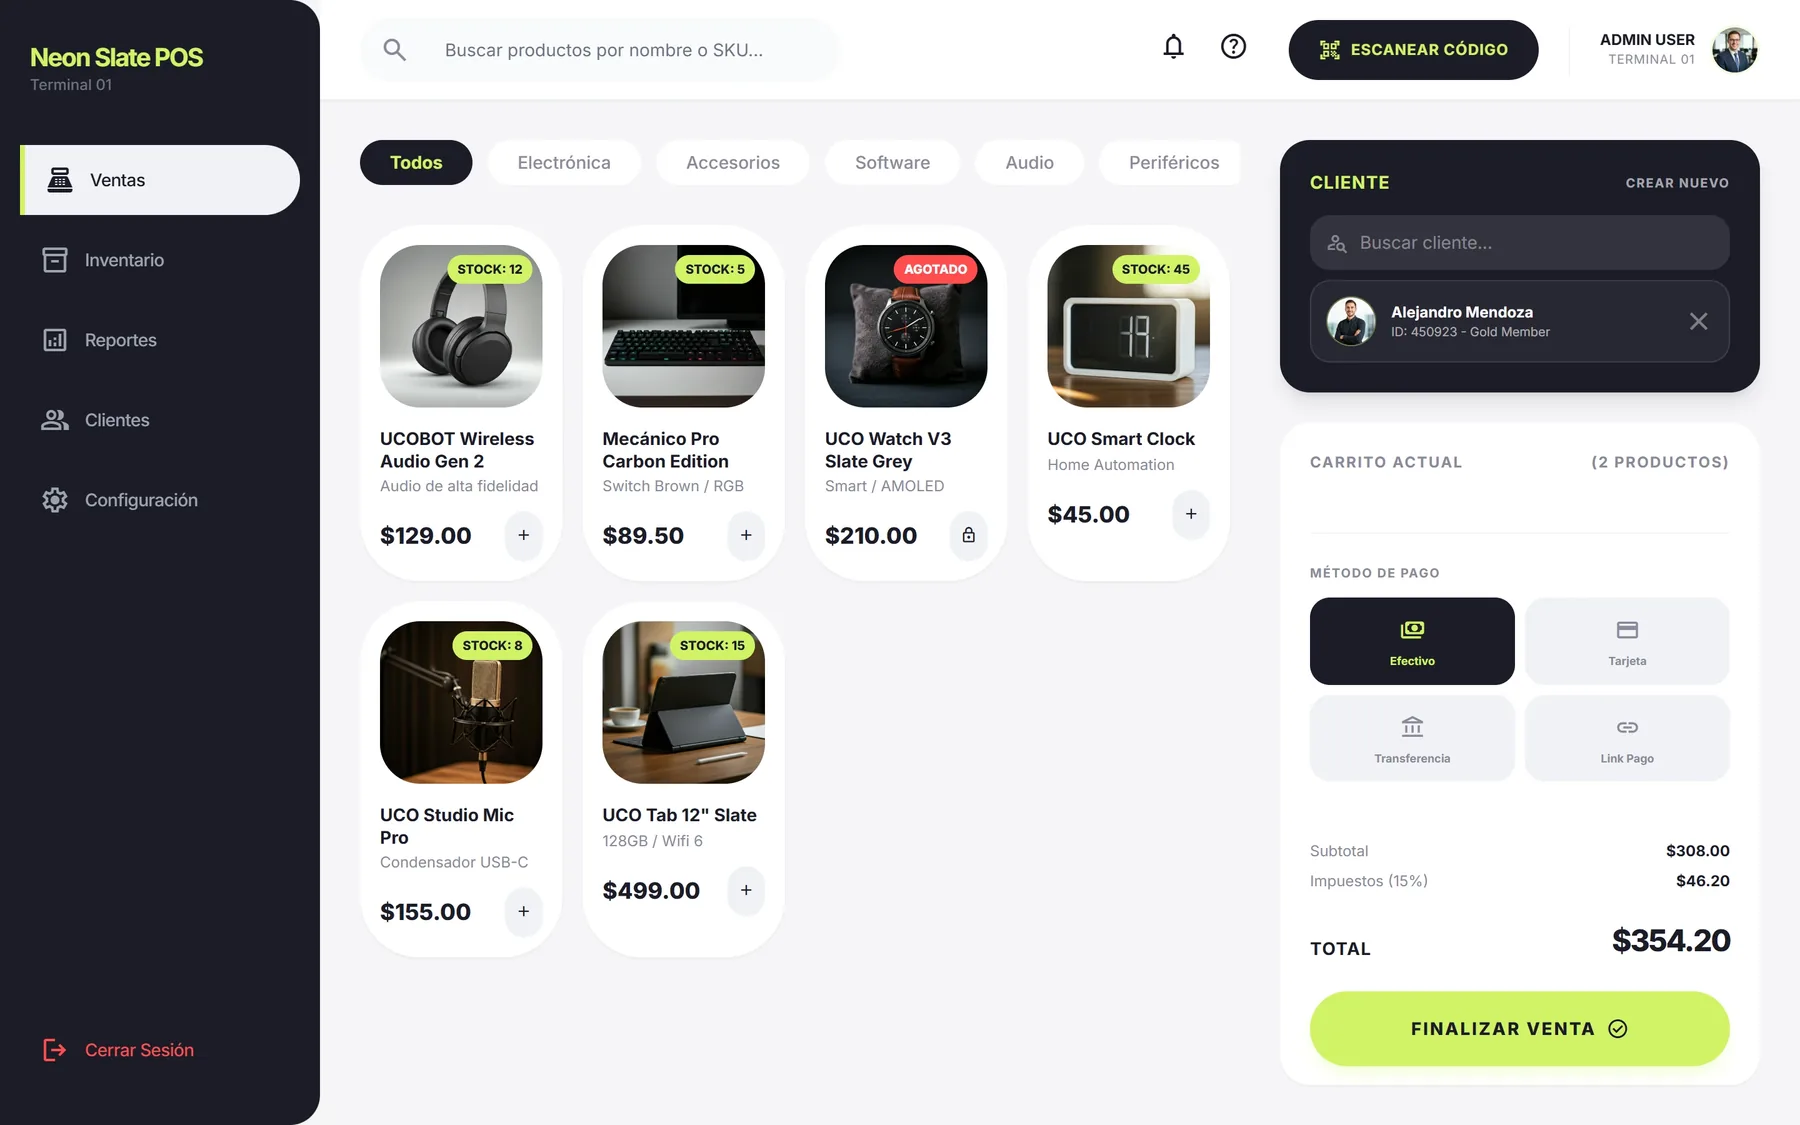 Neon Slate POS
Terminal 01
Ventas
Inventario
Reportes
Clientes
Configuración
Cerrar Sesión
Buscar productos por nombre o SKU...
ESCANEAR CÓDIGO
ADMIN USER
TERMINAL 01
Todos
Electrónica
Accesorios
Software
Audio
Periféricos
STOCK: 12
UCOBOT Wireless
Audio Gen 2
Audio de alta fidelidad
$129.00
+
STOCK: 5
Mecánico Pro
Carbon Edition
Switch Brown / RGB
$89.50
+
AGOTADO
UCO Watch V3
Slate Grey
Smart / AMOLED
$210.00
STOCK: 45
19
UCO Smart Clock
Home Automation
$45.00
+
STOCK: 8
UCO Studio Mic
Pro
Condensador USB-C
$155.00
+
STOCK: 15
UCO Tab 12" Slate
128GB / Wifi 6
$499.00
+
CLIENTE
CREAR NUEVO
Buscar cliente...
Alejandro Mendoza
ID: 450923 - Gold Member
CARRITO ACTUAL
(2 PRODUCTOS)
MÉTODO DE PAGO
Efectivo
Tarjeta
Transferencia
Link Pago
Subtotal
$308.00
Impuestos (15%)
$46.20
TOTAL
$354.20
FINALIZAR VENTA